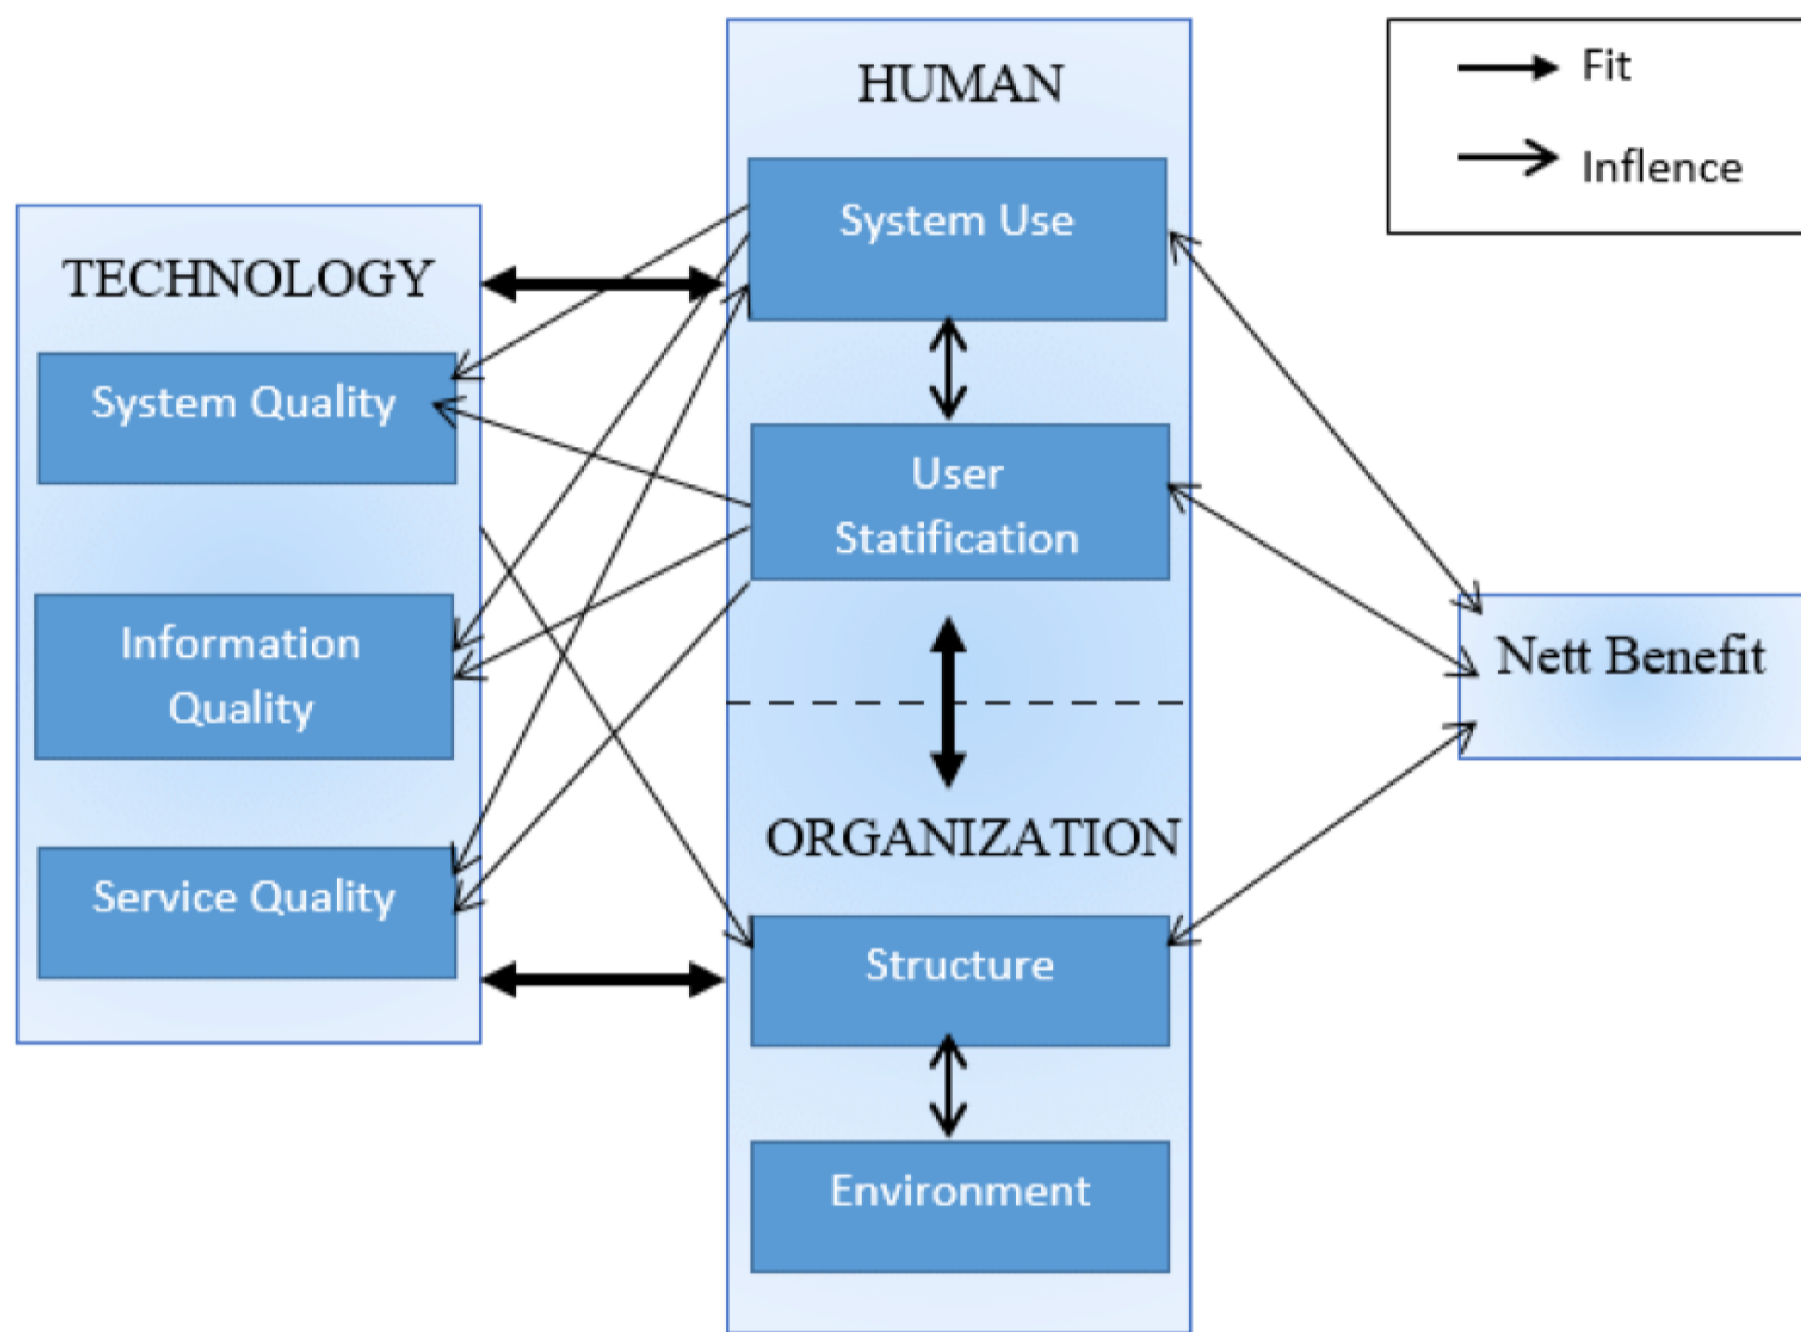 HUMAN
Fit
Inflence
System Use
TECHNOLOGY
System Quality
User
Statification
Information
Quality
Nett Benefit
ORGANIZATION
Service Quality
Structure
Environment